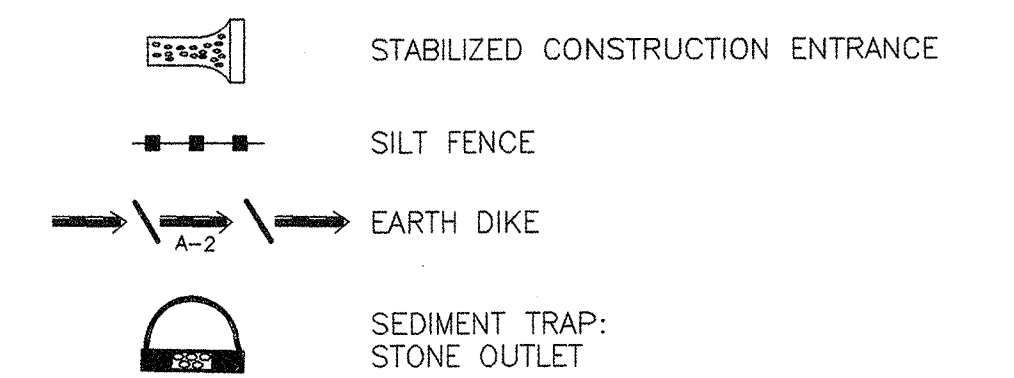 STABILIZED CONSTRUCTION ENTRANCE
SILT FENCE
EARTH DIKE
A-2
SEDIMENT TRAP:
STONE OUTLET